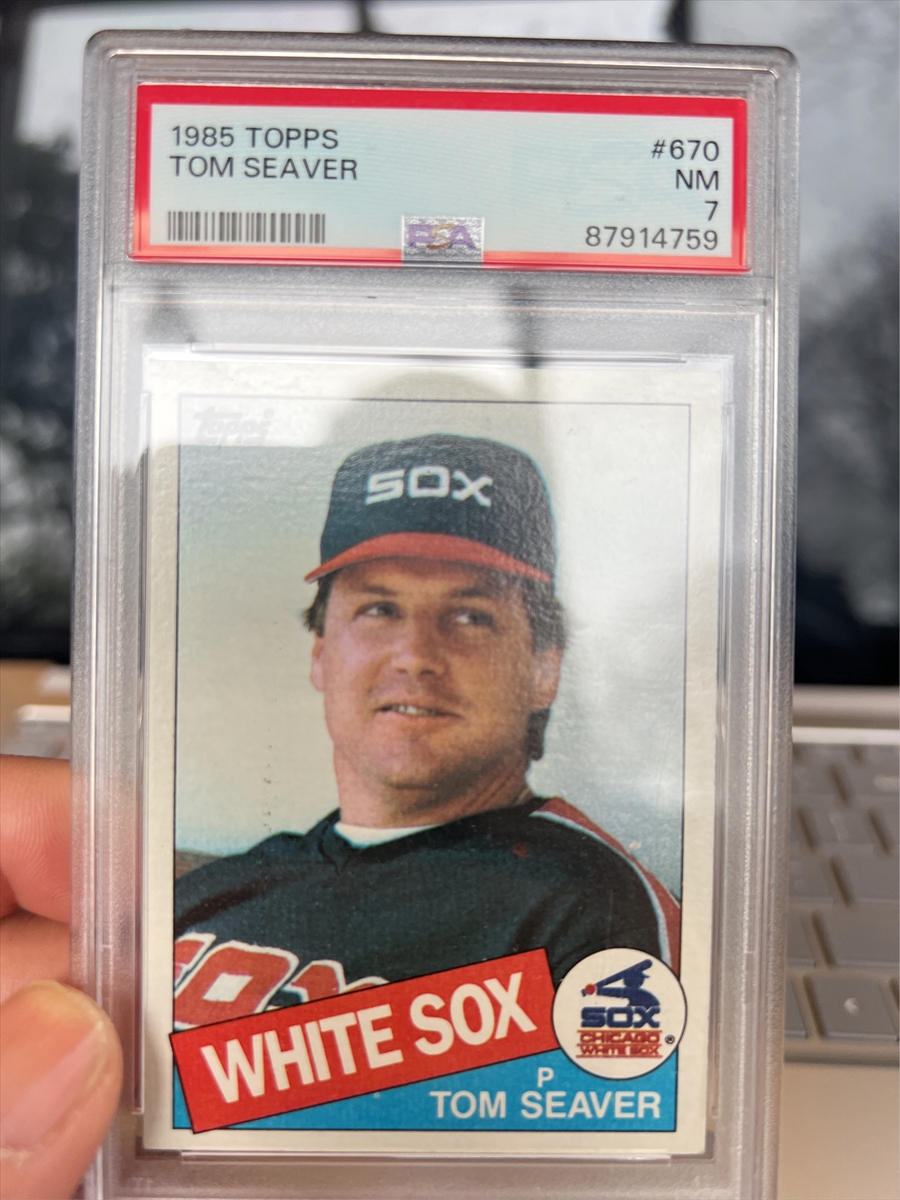 1985 TOPPS
TOM SEAVER
#670
NM
7
PSA
87914759
Topps
SOX
SOX
WHITE SOX
SOX
CHICAGO
WHITE SOX
®
P
TOM SEAVER